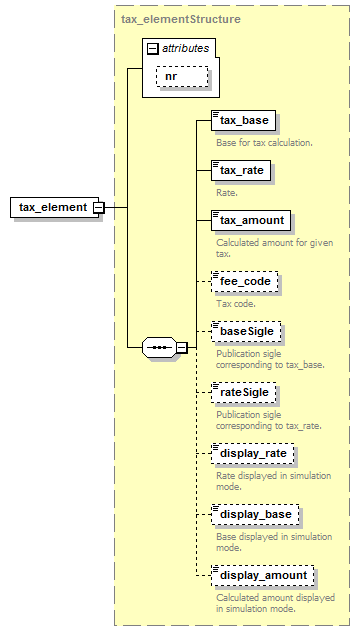 tax_elementStructure
attributes
nr
tax_element
tax_base
Base for tax calculation.
tax_rate
Rate.
tax_amount
Calculated amount for given
tax.
fee_code
Tax code.
baseSigle
Publication sigle
corresponding to tax_base.
rateSigle
Publication sigle
corresponding to tax_rate.
display_rate
Rate displayed in simulation
mode.
display_base
Base displayed in simulation
mode.
display_amount
Calculated amount displayed
in simulation mode.